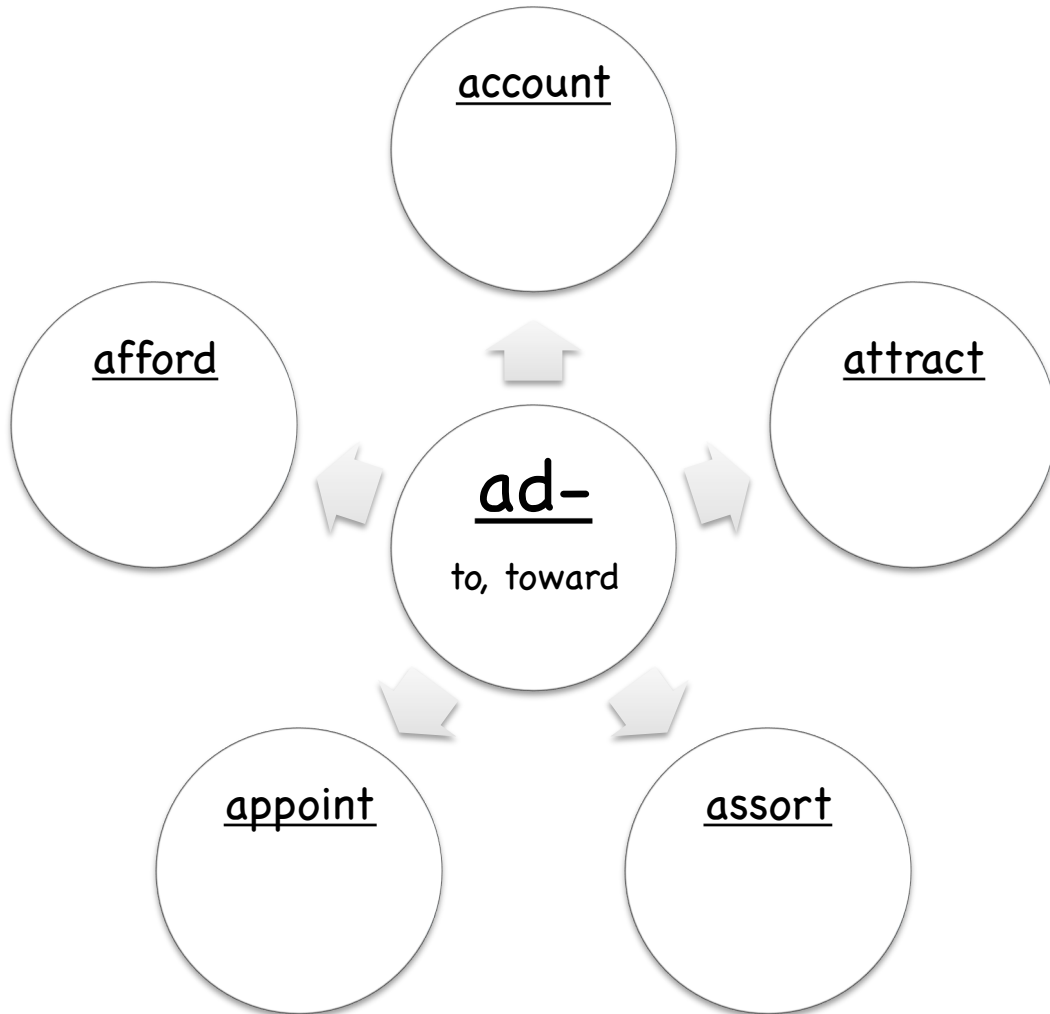 account
afford
attract
ad-
to, toward
appoint
assort